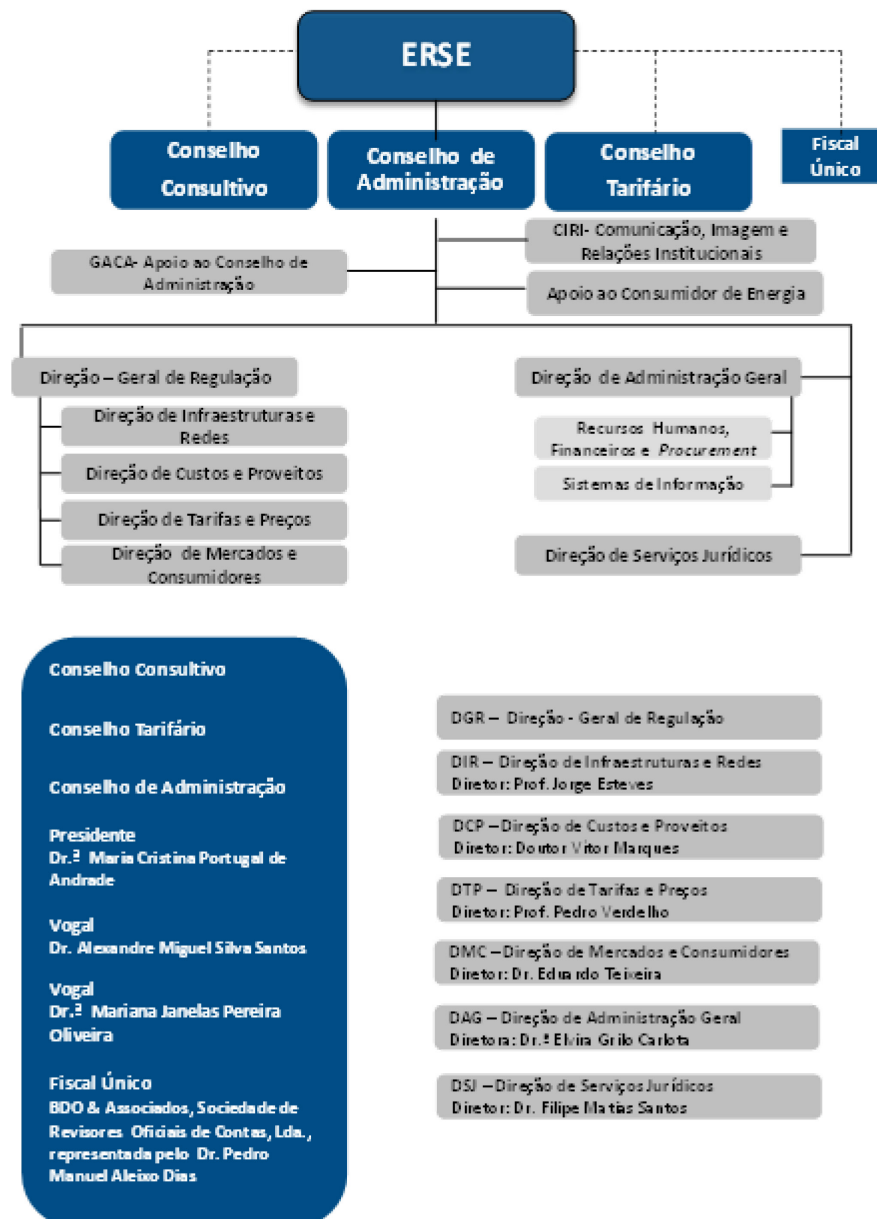 ERSE
Conselho
Consultivo
Conselho de
Administração
Conselho
Tarifário
Fiscal
Único
CIRI- Comunicação, Imagem e
Relações Institucionais
GACA- Apoio ao Conselho de
Administração
Apoio ao Consumidor de Energia
Direção – Geral de Regulação
Direção de Infraestruturas e
Redes
Direção de Custos e Proveitos
Direção de Tarifas e Preços
Direção de Mercados e
Consumidores
Direção de Administração Geral
Recursos Humanos,
Financeiros e Procurement
Sistemas de Informação
Direção de Serviços Jurídicos
Conselho Consultivo
Conselho Tarifário
Conselho de Administração
Presidente
Dr.ª Maria Cristina Portugal de
Andrade
Vogal
Dr. Alexandre Miguel Silva Santos
Vogal
Dr.ª Mariana Janelas Pereira
Oliveira
Fiscal Único
BDO & Associados, Sociedade de
Revisores Oficiais de Contas, Lda.,
representada pelo Dr. Pedro
Manuel Aleixo Dias
DGR – Direção - Geral de Regulação
DIR – Direção de Infraestruturas e Redes
Diretor: Prof. Jorge Esteves
DCP – Direção de Custos e Proveitos
Diretor: Doutor Vitor Marques
DTP – Direção de Tarifas e Preços
Diretor: Prof. Pedro Verdelho
DMC – Direção de Mercados e Consumidores
Diretor: Dr. Eduardo Teixeira
DAG – Direção de Administração Geral
Diretora: Dr.ª Elvira Grilo Carlota
DSJ – Direção de Serviços Jurídicos
Diretor: Dr. Filipe Matias Santos